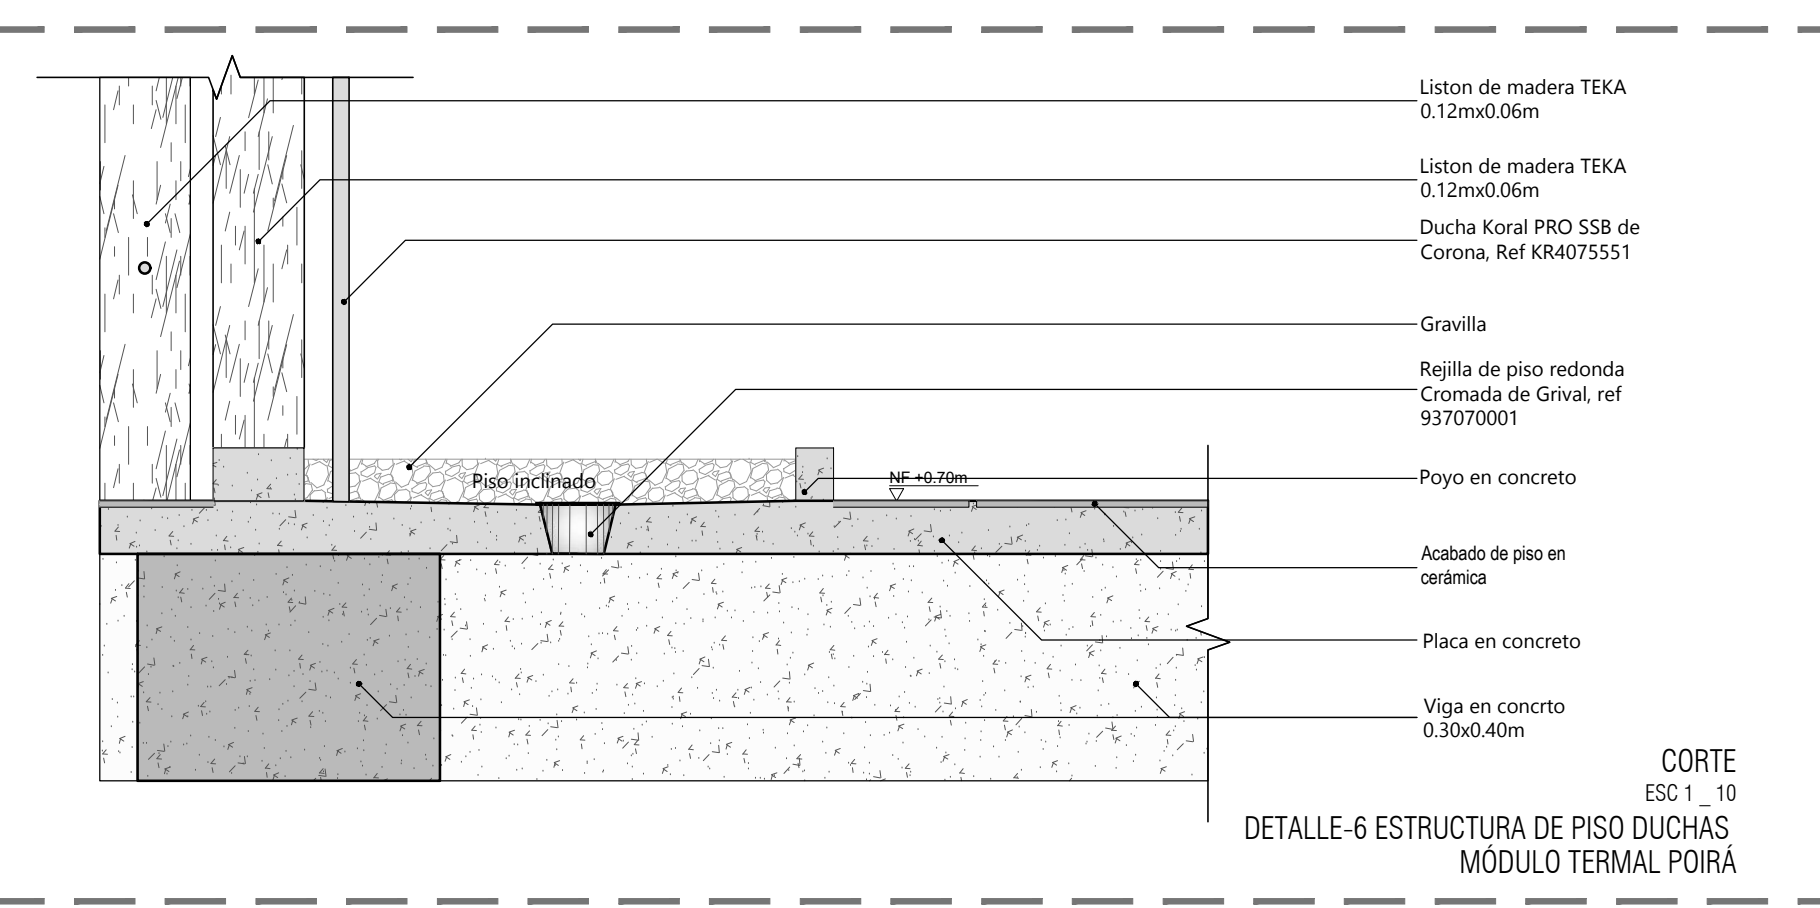 Liston de madera TEKA
0.12mx0.06m
Liston de madera TEKA
0.12mx0.06m
Ducha Koral PRO SSB de
Corona, Ref KR4075551
Gravilla
Rejilla de piso redonda
Cromada de Grival, ref
937070001
Piso inclinado
NF +0.70m
Poyo en concreto
Acabado de piso en
cerámica
Placa en concreto
Viga en concrto
0.30x0.40m
CORTE
ESC 1 _ 10
DETALLE-6 ESTRUCTURA DE PISO DUCHAS
MÓDULO TERMAL POIRÁ